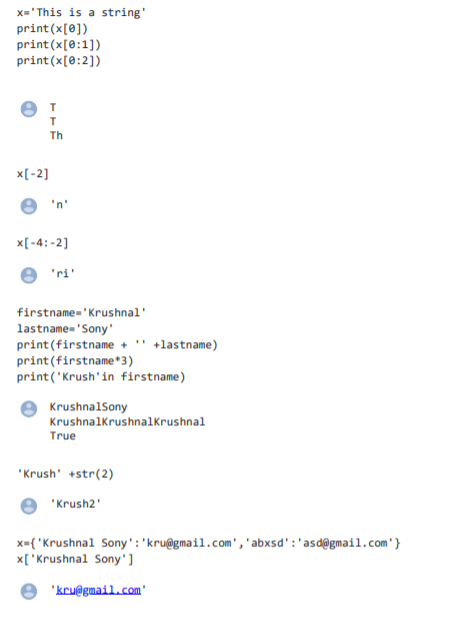 x='This is a string'
print(x[0])
print(x[0:1])
print(x[0:2])
T
T
Th
x[-2]
'n'
x[-4:-2]
'ri'
firstname='Krushnal'
lastname='Sony'
print(firstname + '' +lastname)
print(firstname*3)
print('Krush'in firstname)
KrushnalSony
KrushnalKrushnalKrushnal
True
'Krush' +str(2)
'Krush2'
x={'Krushnal Sony':'kru@gmail.com','abxsd':'asd@gmail.com'}
x['Krushnal Sony']
'kru@gmail.com'